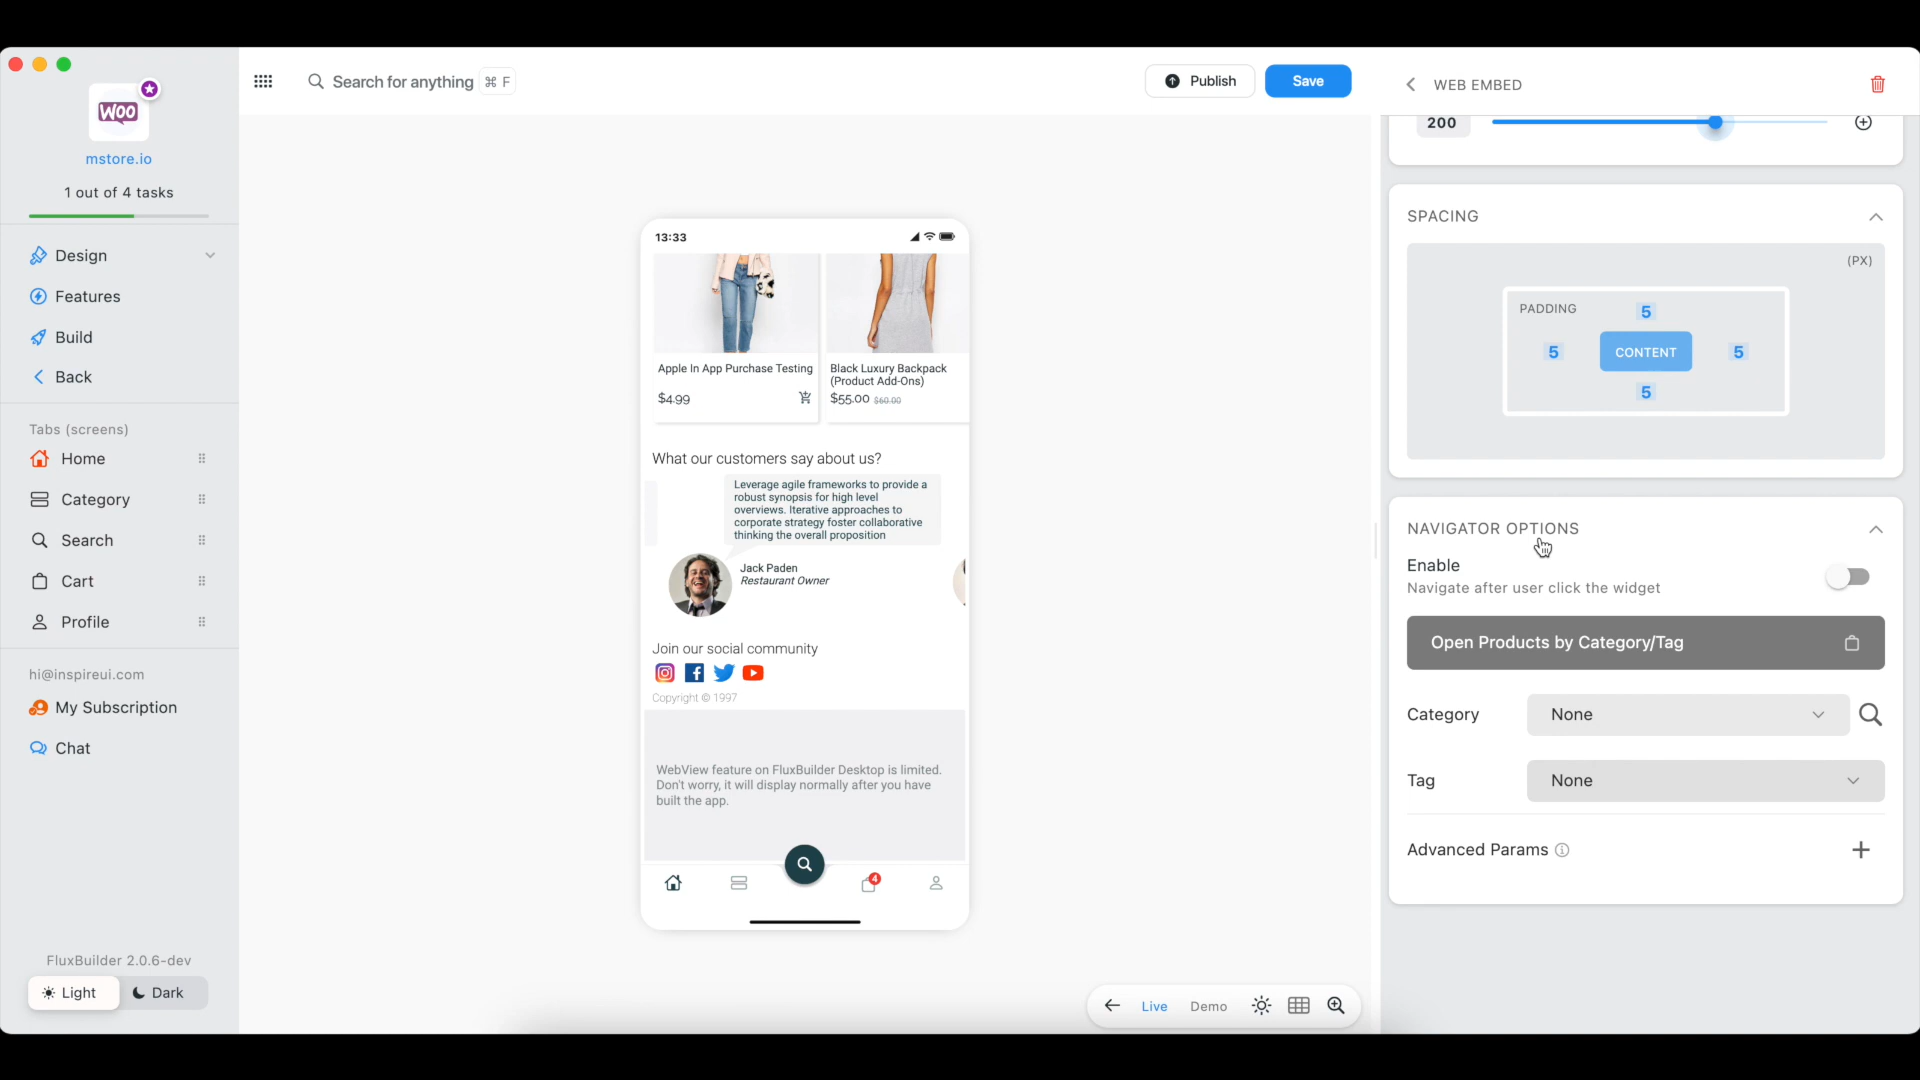 WOO
mstore.io
1 out of 4 tasks
Design
Features
Build
Back
Tabs (screens)
Home
Category
Search
Cart
Profile
hi@inspireui.com
My Subscription
Chat
FluxBuilder 2.0.6-dev
Light
Dark
Search for anything
⌘ F
Publish
Save
13:33
Apple In App Purchase Testing
$4.99
Black Luxury Backpack
(Product Add-Ons)
$55.00 $60.00
What our customers say about us?
Leverage agile frameworks to provide a
robust synopsis for high level
overviews. Iterative approaches to
corporate strategy foster collaborative
thinking the overall proposition
Jack Paden
Restaurant Owner
Join our social community
Copyright © 1997
WebView feature on FluxBuilder Desktop is limited.
Don't worry, it will display normally after you have
built the app.
4
Live
Demo
WEB EMBED
200
SPACING
(PX)
PADDING
5
5
CONTENT
5
5
NAVIGATOR OPTIONS
Enable
Navigate after user click the widget
Open Products by Category/Tag
Category
None
Tag
None
Advanced Params